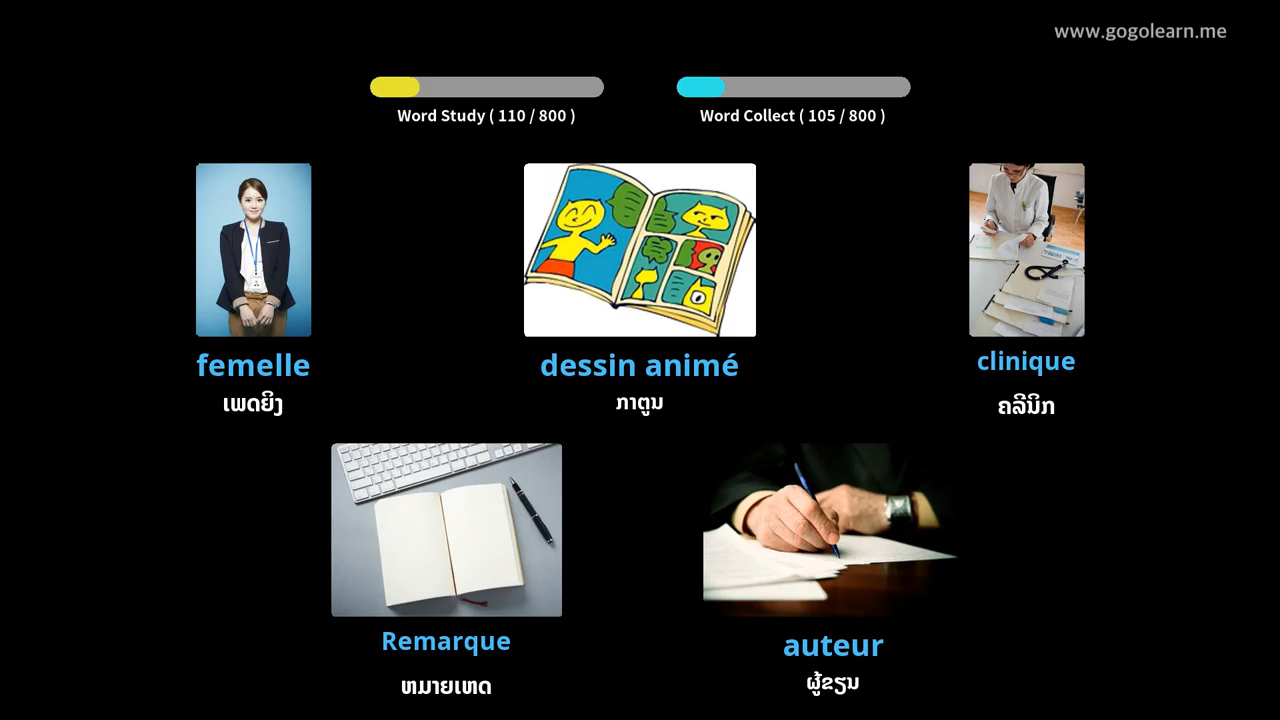 www.gogolearn.me
Word Study ( 110 / 800 )
Word Collect ( 105 / 800 )
femelle
ເພດຍິງ
dessin animé
ກາຕູນ
clinique
ຄລີນິກ
Remarque
ຫມາຍເຫດ
auteur
ຜູ້ຂຽນ